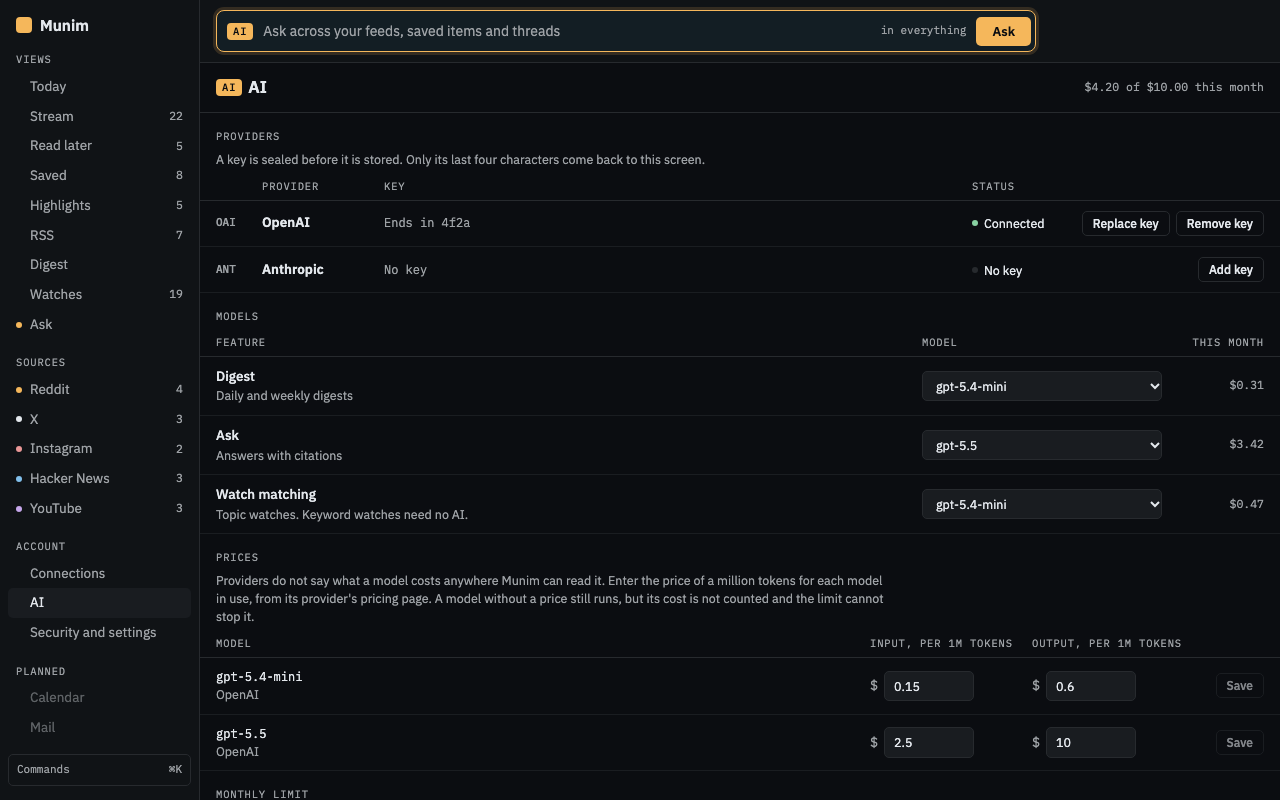 Munim
VIEWS
Today
Stream 22
Read later 5
Saved 8
Highlights 5
RSS 7
Digest
Watches 19
Ask
SOURCES
Reddit 4
X 3
Instagram 2
Hacker News 3
YouTube 3
ACCOUNT
Connections
AI
Security and settings
PLANNED
Calendar
Mail
Commands ⌘K
AI Ask across your feeds, saved items and threads in everything Ask
AI AI $4.20 of $10.00 this month
PROVIDERS
A key is sealed before it is stored. Only its last four characters come back to this screen.
PROVIDER KEY STATUS
OAI OpenAI Ends in 4f2a Connected Replace key Remove key
ANT Anthropic No key No key Add key
MODELS
FEATURE MODEL THIS MONTH
Digest
Daily and weekly digests
gpt-5.4-mini $0.31
Ask
Answers with citations
gpt-5.5 $3.42
Watch matching
Topic watches. Keyword watches need no AI.
gpt-5.4-mini $0.47
PRICES
Providers do not say what a model costs anywhere Munim can read it. Enter the price of a million tokens for each model
in use, from its provider's pricing page. A model without a price still runs, but its cost is not counted and the limit cannot
stop it.
MODEL INPUT, PER 1M TOKENS OUTPUT, PER 1M TOKENS
gpt-5.4-mini
OpenAI
$ 0.15 $ 0.6 Save
gpt-5.5
OpenAI
$ 2.5 $ 10 Save
MONTHLY LIMIT